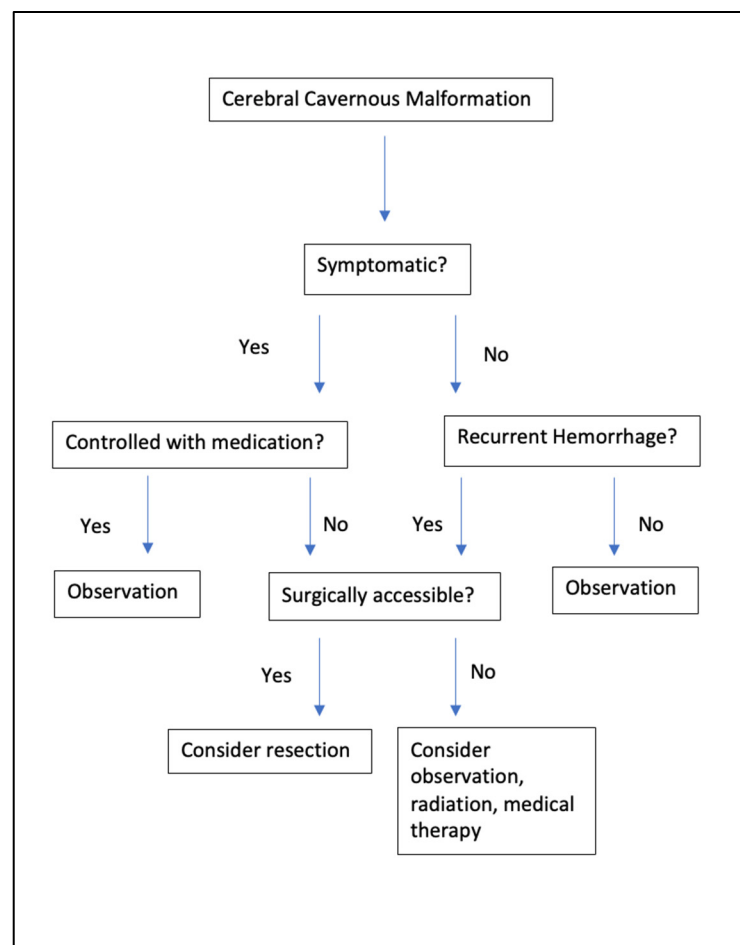 Cerebral Cavernous Malformation
Symptomatic?
Yes
No
Controlled with medication?
Recurrent Hemorrhage?
Yes
No
Yes
No
Observation
Surgically accessible?
Observation
Yes
No
Consider resection
Consider
observation,
radiation, medical
therapy